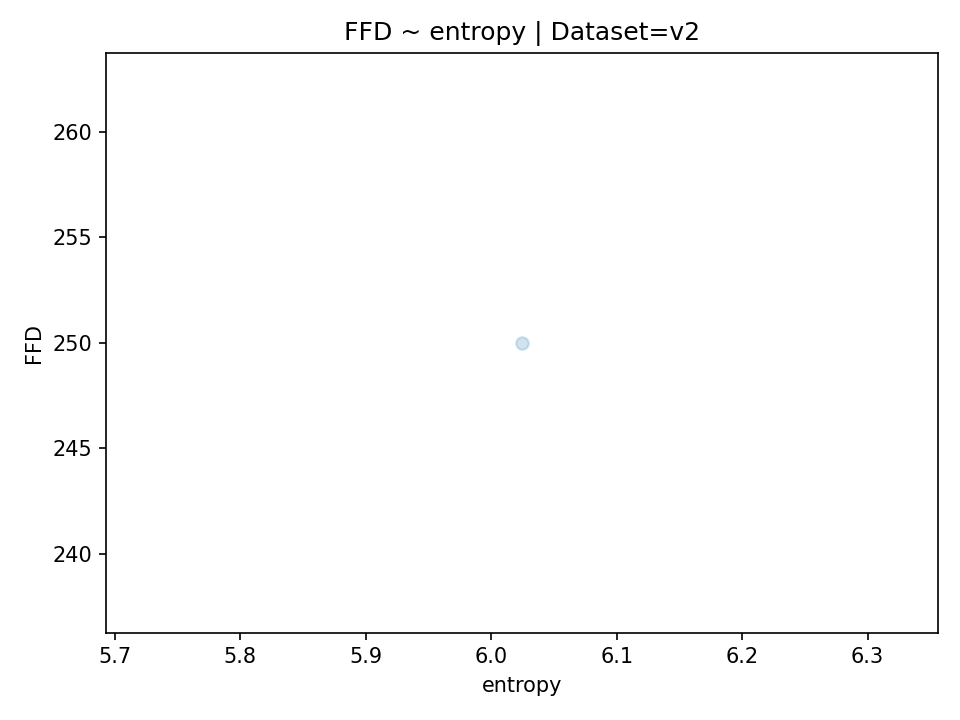 FFD ~ entropy | Dataset=v2
260
255
250
245
240
FFD
5.7 5.8 5.9 6.0 6.1 6.2 6.3
entropy